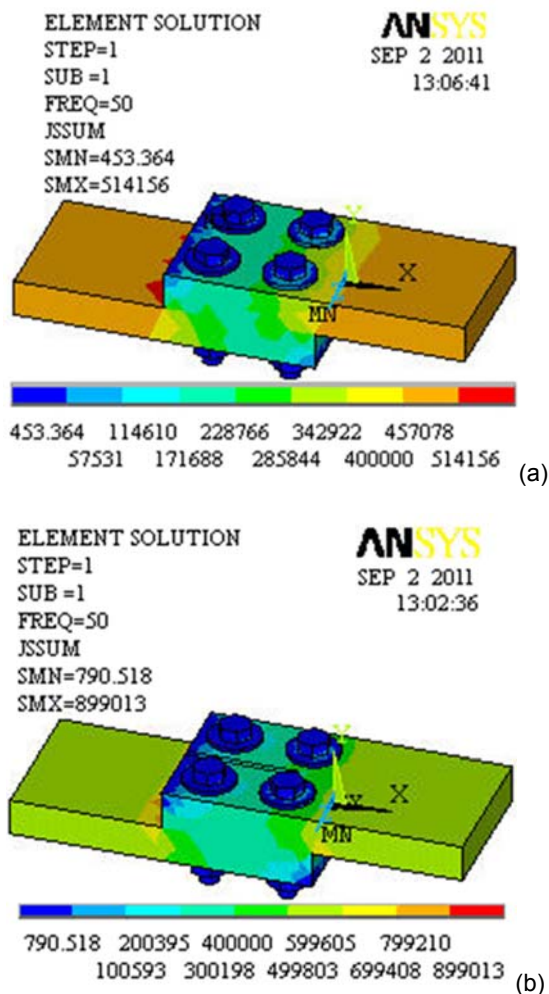 ELEMENT SOLUTION
STEP=1
SUB =1
FREQ=50
JSSUM
SMN=453.364
SMX=514156
ANSYS
SEP 2 2011
13:06:41
Y
X
MN
453.364 114610 228766 342922 457078
57531 171688 285844 400000 514156
(a)
ELEMENT SOLUTION
STEP=1
SUB =1
FREQ=50
JSSUM
SMN=790.518
SMX=899013
ANSYS
SEP 2 2011
13:02:36
Y
X
MN
790.518 200395 400000 599605 799210
100593 300198 499803 699408 899013
(b)